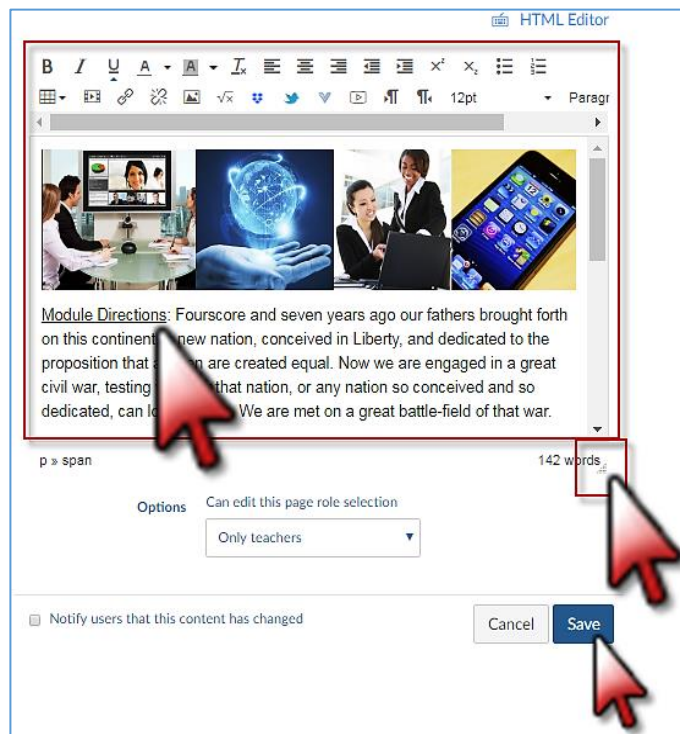 HTML Editor
B I U A A Tx x² x₂
√x 12pt Paragr
Module Directions: Fourscore and seven years ago our fathers brought forth
on this continent new nation, conceived in Liberty, and dedicated to the
proposition that are created equal. Now we are engaged in a great
civil war, testing that nation, or any nation so conceived and so
dedicated, can We are met on a great battle-field of that war.
p » span 142 words
Options Can edit this page role selection
Only teachers
Notify users that this content has changed
Cancel Save